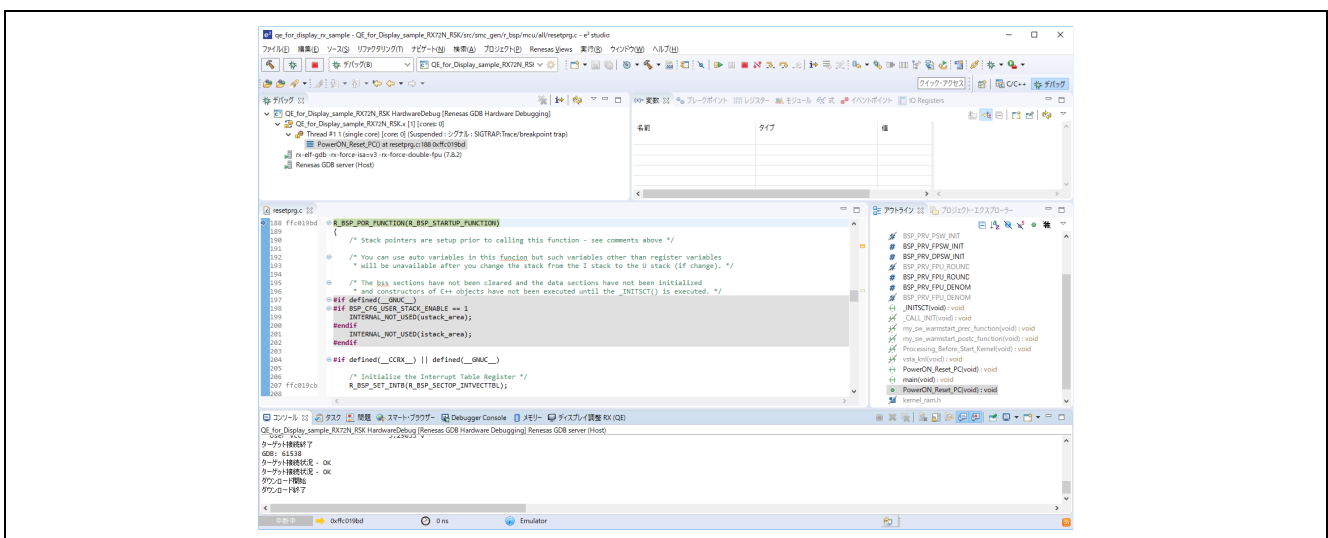 qe_for_display_rx_sample - QE_for_Display_sample_RX72N_RSK/src/smc_gen/r_bsp/mcu/all/resetprg.c - e² studio
ファイル(F) 編集(E) ソース(S) リファクタリング(T) ナビゲート(N) 検索(A) プロジェクト(P) Renesas Views 実行(R) ウィンドウ(W) ヘルプ(H)
デバッグ(B) QE_for_Display_sample_RX72N_RSI
クイック・アクセス C/C++ デバッグ
デバッグ
QE_for_Display_sample_RX72N_RSK HardwareDebug [Renesas GDB Hardware Debugging]
QE_for_Display_sample_RX72N_RSK.x [1] [cores: 0]
Thread #1 1 (single core) [core: 0] (Suspended : シグナル : SIGTRAP:Trace/breakpoint trap)
PowerON_Reset_PC() at resetprg.c:188 0xffc019bd
rx-elf-gdb -rx-force-isa=v3 -rx-force-double-fpu (7.8.2)
Renesas GDB server (Host)
変数 ブレークポイント レジスター モジュール 式 イベントポイント IO Registers
名前 タイプ 値
resetprg.c
188 ffc019bd R_BSP_POR_FUNCTION(R_BSP_STARTUP_FUNCTION)
189 {
190 /* Stack pointers are setup prior to calling this function - see comments above */
191
192 /* You can use auto variables in this funcion but such variables other than register variables
193 * will be unavailable after you change the stack from the I stack to the U stack (if change). */
194
195 /* The bss sections have not been cleared and the data sections have not been initialized
196 * and constructors of C++ objects have not been executed until the _INITSCT() is executed. */
197 #if defined(__GNUC__)
198 #if BSP_CFG_USER_STACK_ENABLE == 1
199 INTERNAL_NOT_USED(ustack_area);
200 #endif
201 INTERNAL_NOT_USED(istack_area);
202 #endif
203
204 #if defined(__CCRX__) || defined(__GNUC__)
205
206 /* Initialize the Interrupt Table Register */
207 ffc019cb R_BSP_SET_INTB(R_BSP_SECTOP_INTVECTTBL);
208
アウトライン プロジェクト・エクスプローラー
BSP_PRV_PSW_INIT
BSP_PRV_FPSW_INIT
BSP_PRV_DPSW_INIT
BSP_PRV_FPU_ROUND
BSP_PRV_FPU_ROUND
BSP_PRV_FPU_DENOM
BSP_PRV_FPU_DENOM
_INITSCT(void) : void
_CALL_INIT(void) : void
my_sw_warmstart_prec_function(void) : void
my_sw_warmstart_postc_function(void) : void
Processing_Before_Start_Kernel(void) : void
vsta_knl(void) : void
PowerON_Reset_PC(void) : void
main(void) : void
PowerON_Reset_PC(void) : void
kernel_ram.h
コンソール タスク 問題 スマート・ブラウザー Debugger Console メモリー ディスプレイ調整 RX (QE)
QE_for_Display_sample_RX72N_RSK HardwareDebug [Renesas GDB Hardware Debugging] Renesas GDB server (Host)
ターゲット接続終了
GDB: 61538
ターゲット接続状況 - OK
ターゲット接続状況 - OK
ダウンロード開始
ダウンロード終了
中断中 0xffc019bd 0 ns Emulator